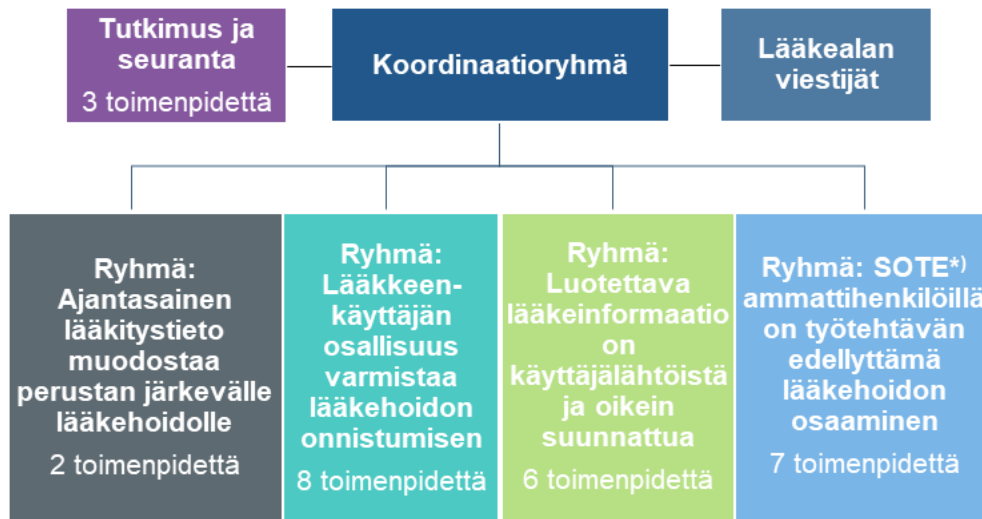 Tutkimus ja
seuranta
3 toimenpidettä
Koordinaatioryhmä
Lääkealan
viestijät
Ryhmä:
Ajantasainen
lääkitystieto
muodostaa
perustan järkevälle
lääkehoidolle
2 toimenpidettä
Ryhmä:
Lääkkeen-
käyttäjän
osallisuus
varmistaa
lääkehoidon
onnistumisen
8 toimenpidettä
Ryhmä:
Luotettava
lääkeinformaatio
on
käyttäjälähtöistä
ja oikein
suunnattua
6 toimenpidettä
Ryhmä: SOTE*)
ammattihenkilöillä
on työtehtävän
edellyttämä
lääkehoidon
osaaminen
7 toimenpidettä